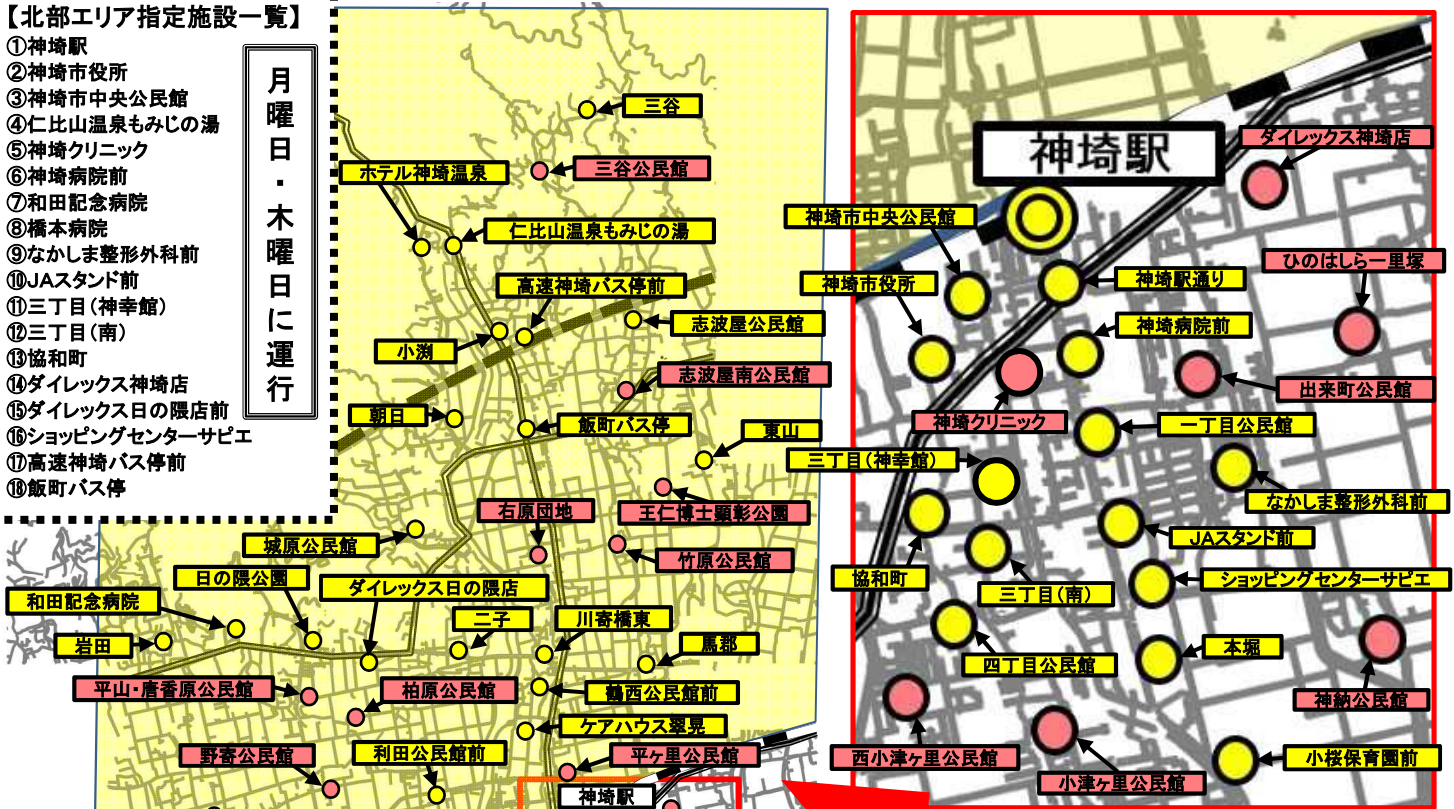 【北部エリア指定施設一覧】
①神埼駅
②神埼市役所
③神埼市中央公民館
④仁比山温泉もみじの湯
⑤神埼クリニック
⑥神埼病院前
⑦和田記念病院
⑧橋本病院
⑨なかしま整形外科前
⑩JAスタンド前
⑪三丁目(神幸館)
⑫三丁目(南)
⑬協和町
⑭ダイレックス神埼店
⑮ダイレックス日の隈店前
⑯ショッピングセンターサピエ
⑰高速神埼バス停前
⑱飯町バス停
月曜日・木曜日に運行
三谷
三谷公民館
ホテル神埼温泉
仁比山温泉もみじの湯
高速神埼バス停前
志波屋公民館
小渕
志波屋南公民館
朝日
飯町バス停
東山
右原団地
王仁博士顕彰公園
城原公民館
竹原公民館
日の隈公園
ダイレックス日の隈店
和田記念病院
二子
川寄橋東
岩田
馬郡
平山・唐香原公民館
柏原公民館
鶴西公民館前
ケアハウス翠晃
野寄公民館
利田公民館前
平ヶ里公民館
神埼駅
神埼駅
ダイレックス神埼店
神埼市中央公民館
ひのはしら一里塚
神埼市役所
神埼駅通り
神埼病院前
出来町公民館
神埼クリニック
一丁目公民館
三丁目(神幸館)
なかしま整形外科前
JAスタンド前
協和町
三丁目(南)
ショッピングセンターサピエ
四丁目公民館
本堀
神納公民館
西小津ヶ里公民館
小津ヶ里公民館
小桜保育園前